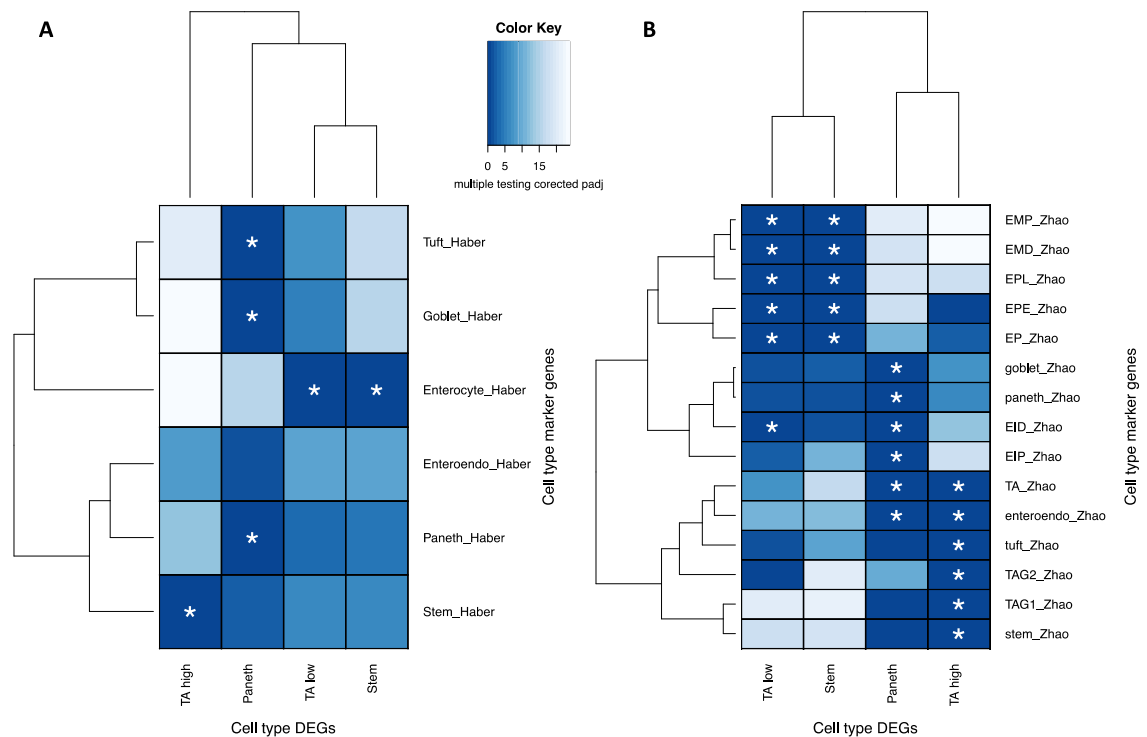 A
Color Key
0 5 15
multiple testing corected padj
Tuft_Haber
Goblet_Haber
Enterocyte_Haber
Enteroendo_Haber
Paneth_Haber
Stem_Haber
Cell type marker genes
TA high
Paneth
TA low
Stem
Cell type DEGs
B
EMP_Zhao
EMD_Zhao
EPL_Zhao
EPE_Zhao
EP_Zhao
goblet_Zhao
paneth_Zhao
EID_Zhao
EIP_Zhao
TA_Zhao
enteroendo_Zhao
tuft_Zhao
TAG2_Zhao
TAG1_Zhao
stem_Zhao
Cell type marker genes
TA low
Stem
Paneth
TA high
Cell type DEGs